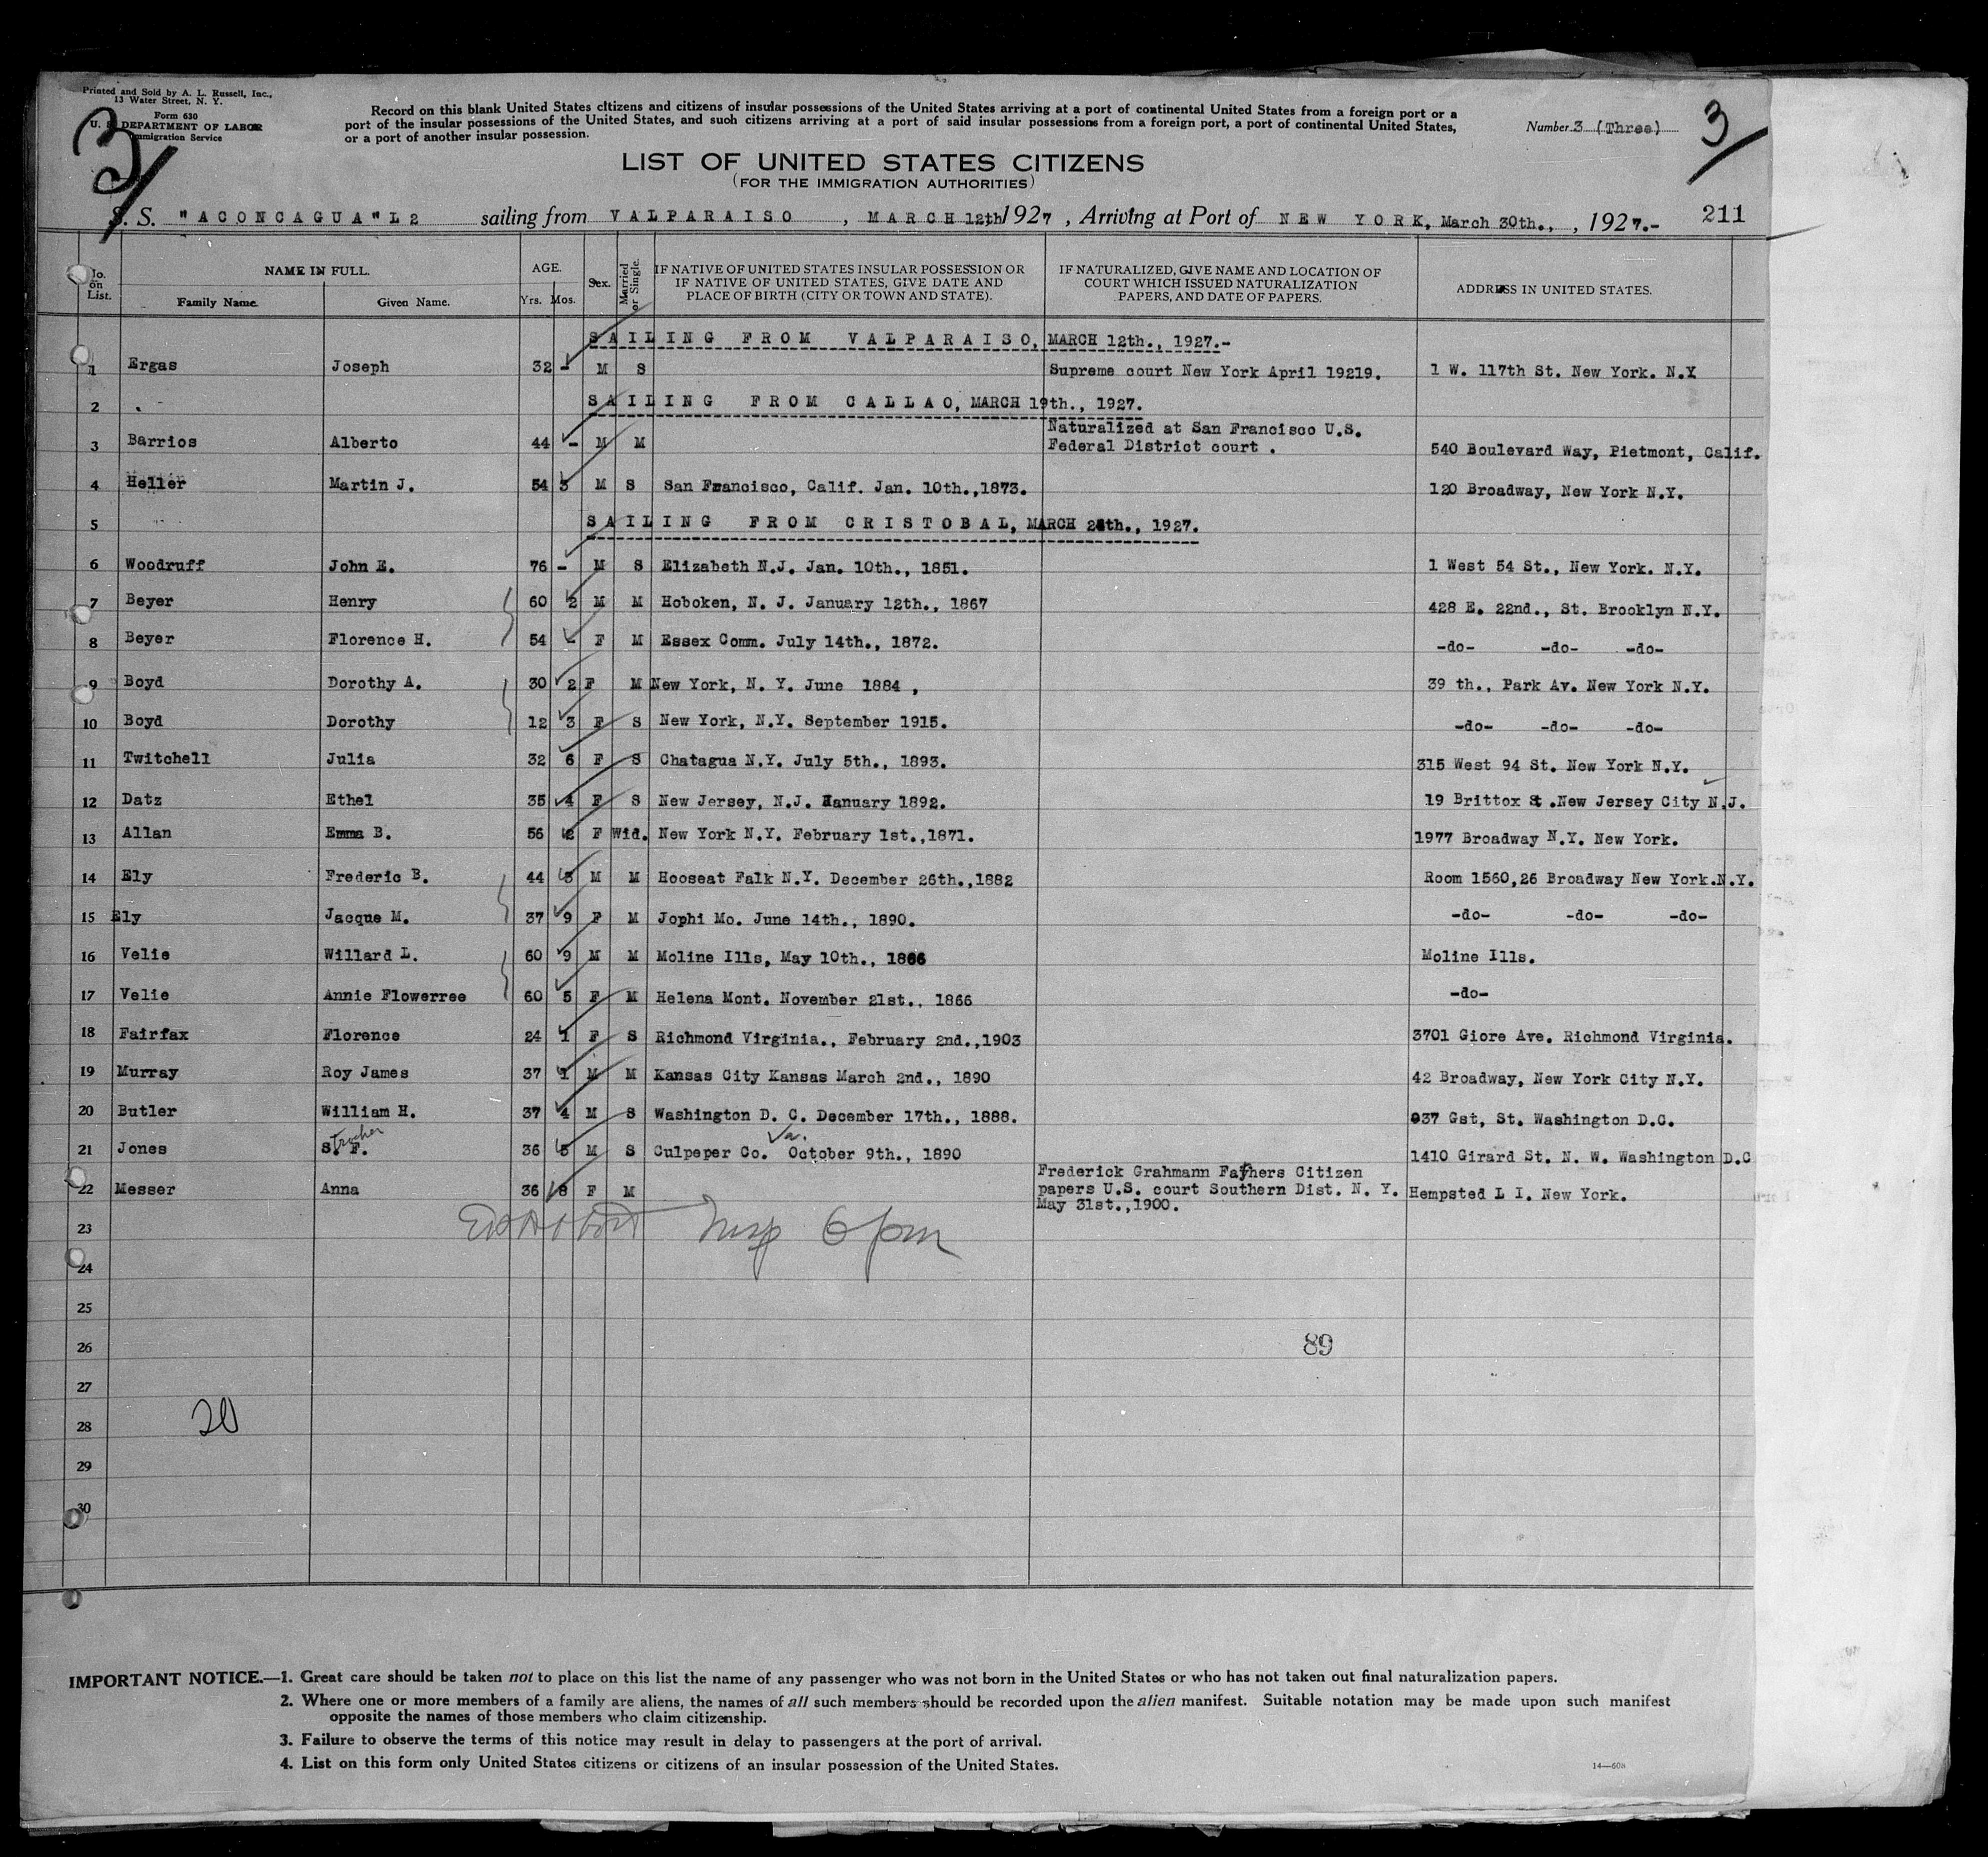 Printed and Sold by A. L. Russell, Inc.,
13 Water Street, N. Y.
Form 630
U. S. DEPARTMENT OF LABOR
Immigration Service
3
Record on this blank United States citizens and citizens of insular possessions of the United States arriving at a port of continental United States from a foreign port or a
port of the insular possessions of the United States, and such citizens arriving at a port of said insular possessions from a foreign port, a port of continental United States,
or a port of another insular possession.
Number 3 (Three)
3
LIST OF UNITED STATES CITIZENS
(FOR THE IMMIGRATION AUTHORITIES)
S. S. "ACONCAGUA" L2 sailing from VALPARAISO, MARCH 12th 1927, Arriving at Port of NEW YORK, March 30th., , 1927.- 211
No. on List. NAME IN FULL. Family Name. Given Name. AGE. Yrs. Mos. Sex. Married or Single. IF NATIVE OF UNITED STATES INSULAR POSSESSION OR IF NATIVE OF UNITED STATES, GIVE DATE AND PLACE OF BIRTH (CITY OR TOWN AND STATE). IF NATURALIZED, GIVE NAME AND LOCATION OF COURT WHICH ISSUED NATURALIZATION PAPERS, AND DATE OF PAPERS. ADDRESS IN UNITED STATES.
SAILING FROM VALPARAISO, MARCH 12th., 1927.-
1 Ergas Joseph 32 - M S Supreme court New York April 19219. 1 W. 117th St. New York. N.Y
2 SAILING FROM CALLAO, MARCH 19th., 1927.
3 Barrios Alberto 44 - M M Naturalized at San Francisco U.S. Federal District court . 540 Boulevard Way, Pietmont, Calif.
4 Heller Martin J. 54 3 M S San Francisco, Calif. Jan. 10th.,1873. 120 Broadway, New York N.Y.
5 SAILING FROM CRISTOBAL, MARCH 24th., 1927.
6 Woodruff John E. 76 - M S Elizabeth N.J. Jan. 10th., 1851. 1 West 54 St., New York. N.Y.
7 Beyer Henry 60 2 M M Hoboken, N. J. January 12th., 1867 428 E. 22nd., St. Brooklyn N.Y.
8 Beyer Florence H. 54 - F M Essex Comm. July 14th., 1872. -do- -do- -do-
9 Boyd Dorothy A. 30 2 F M New York, N. Y. June 1884 , 39 th., Park Av. New York N.Y.
10 Boyd Dorothy 12 3 F S New York, N.Y. September 1915. -do- -do- -do-
11 Twitchell Julia 32 6 F S Chatagua N.Y. July 5th., 1893. 315 West 94 St. New York N.Y.
12 Datz Ethel 35 4 F S New Jersey, N.J. January 1892. 19 Brittox St .New Jersey City N.J.
13 Allan Emma B. 56 2 F Wid. New York N.Y. February 1st.,1871. 1977 Broadway N.Y. New York.
14 Ely Frederic B. 44 3 M M Hooseat Falk N.Y. December 26th.,1882 Room 1560,26 Broadway New York.N.Y.
15 Ely Jacque M. 37 9 F M Jophi Mo. June 14th., 1890. -do- -do- -do-
16 Velie Willard L. 60 9 M M Moline Ills, May 10th., 1866 Moline Ills.
17 Velie Annie Flowerree 60 5 F M Helena Mont. November 21st., 1866 -do-
18 Fairfax Florence 24 1 F S Richmond Virginia., February 2nd.,1903 3701 Giore Ave. Richmond Virginia.
19 Murray Roy James 37 1 M M Kansas City Kansas March 2nd., 1890 42 Broadway, New York City N.Y.
20 Butler William H. 37 4 M S Washington D. C. December 17th., 1888. 937 Gst, St. Washington D.C.
21 Jones S. F. 36 5 M S Culpeper Co. Va. October 9th., 1890 1410 Girard St. N. W. Washington D.C
22 Messer Anna 36 8 F M Frederick Grahmann Fathers Citizen papers U.S. court Southern Dist. N. Y. May 31st.,1900. Hempsted L I. New York.
23 Insp
24
25
26 89
27
28 20
29
30
IMPORTANT NOTICE.—1. Great care should be taken not to place on this list the name of any passenger who was not born in the United States or who has not taken out final naturalization papers.
2. Where one or more members of a family are aliens, the names of all such members should be recorded upon the alien manifest. Suitable notation may be made upon such manifest
opposite the names of those members who claim citizenship.
3. Failure to observe the terms of this notice may result in delay to passengers at the port of arrival.
4. List on this form only United States citizens or citizens of an insular possession of the United States.
14—608